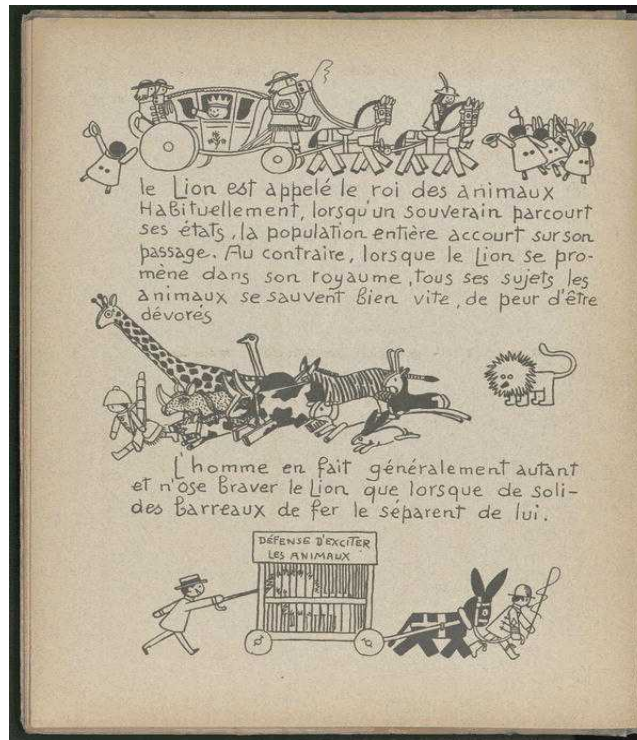 le Lion est appelé le roi des animaux
Habituellement, lorsqu'un souverain parcourt
ses états, la population entière accourt sur son
passage. Au contraire, lorsque le Lion se pro-
mène dans son royaume, tous ses sujets les
animaux se sauvent bien vite, de peur d'être
dévorés
L'homme en fait généralement autant
et n'ose braver le Lion que lorsque de soli-
des barreaux de fer le séparent de lui.
DÉFENSE D'EXCITER
LES ANIMAUX